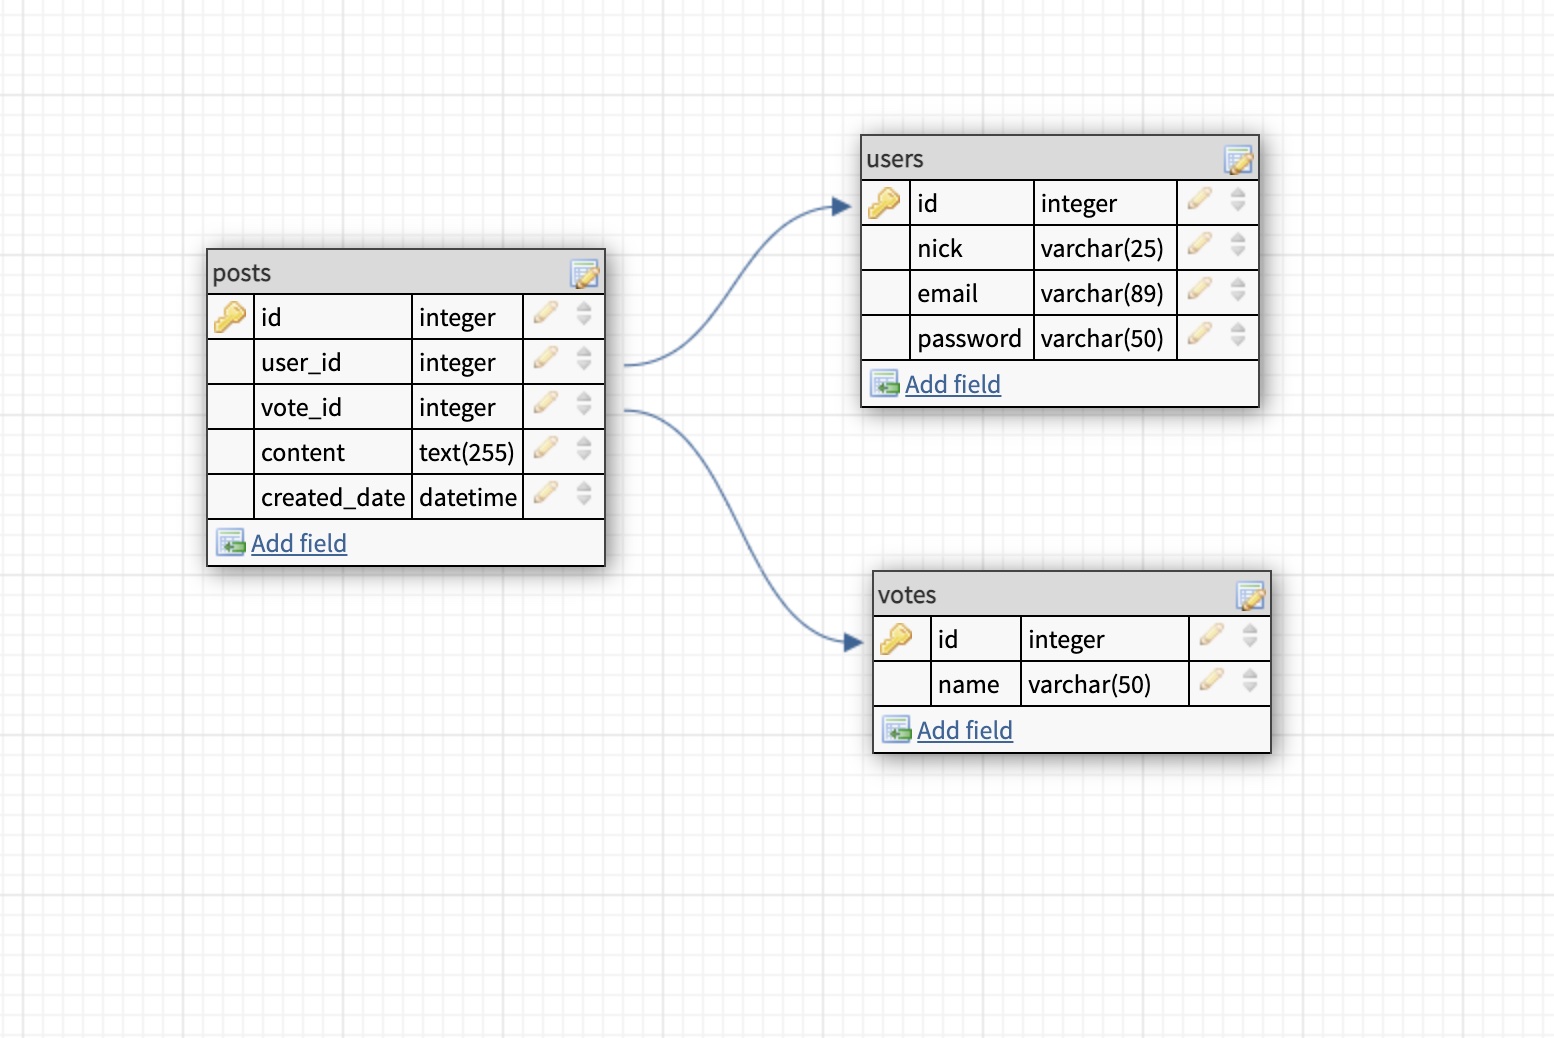 posts
id integer
user_id integer
vote_id integer
content text(255)
created_date datetime
Add field
users
id integer
nick varchar(25)
email varchar(89)
password varchar(50)
Add field
votes
id integer
name varchar(50)
Add field